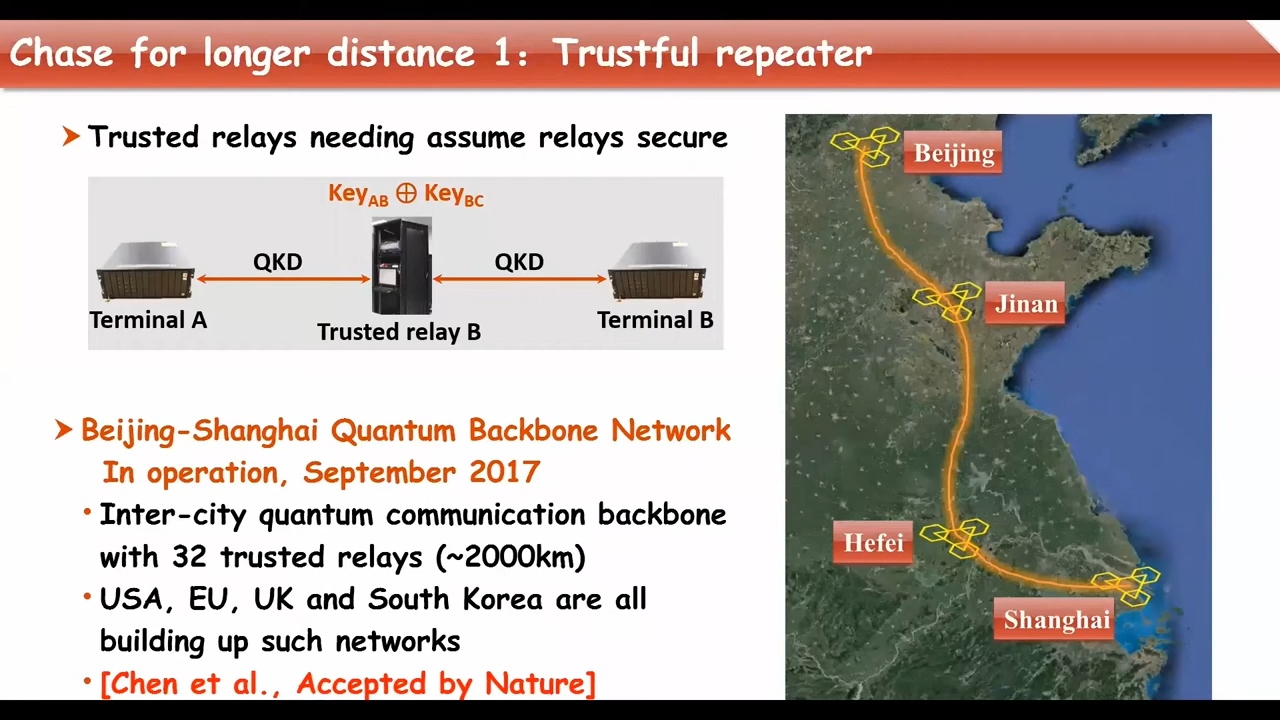 Chase for longer distance 1: Trustful repeater
Trusted relays needing assume relays secure
Key_AB ⊕ Key_BC
QKD
QKD
Terminal A
Trusted relay B
Terminal B
Beijing-Shanghai Quantum Backbone Network
In operation, September 2017
Inter-city quantum communication backbone
with 32 trusted relays (~2000km)
USA, EU, UK and South Korea are all
building up such networks
[Chen et al., Accepted by Nature]
Beijing
Jinan
Hefei
Shanghai